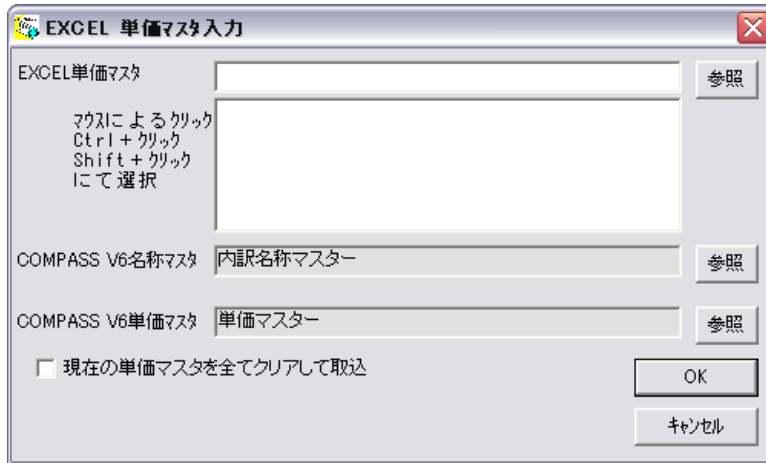 EXCEL 単価ﾏｽﾀ入力
EXCEL単価ﾏｽﾀ
参照
ﾏｳｽによるｸﾘｯｸ
Ctrl+ｸﾘｯｸ
Shift+ｸﾘｯｸ
にて選択
COMPASS V6名称ﾏｽﾀ
内訳名称マスター
参照
COMPASS V6単価ﾏｽﾀ
単価マスター
参照
現在の単価マスタを全てクリアして取込
OK
ｷｬﾝｾﾙ